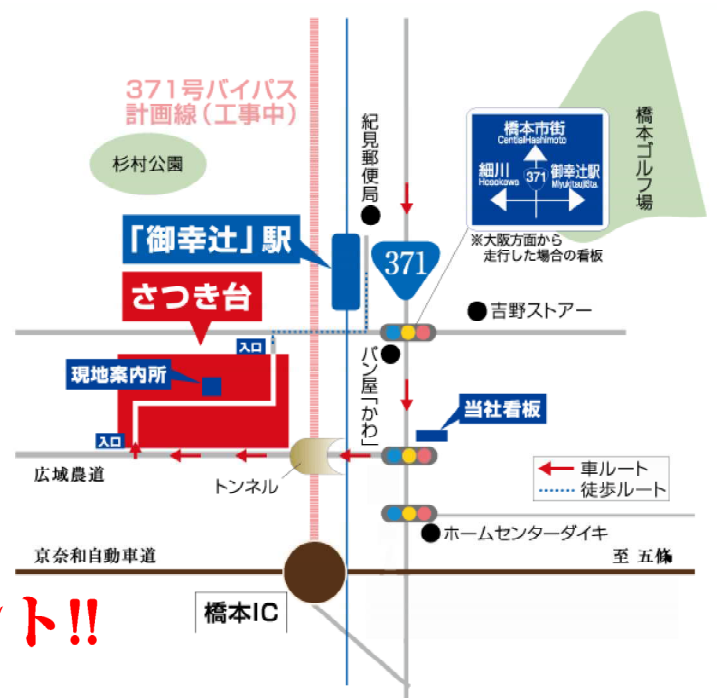 371号バイパス
計画線（工事中）
杉村公園
紀見郵便局
橋本市街
CentralHashimoto
細川
Hosokawa
371
御幸辻駅
MiyukitsujiSta.
※大阪方面から
走行した場合の看板
橋本ゴルフ場
「御幸辻」駅
371
さつき台
吉野ストアー
入口
現地案内所
パン屋「かわ」
当社看板
入口
広域農道
トンネル
車ルート
徒歩ルート
ホームセンターダイキ
京奈和自動車道
至 五條
橋本IC
ト!!